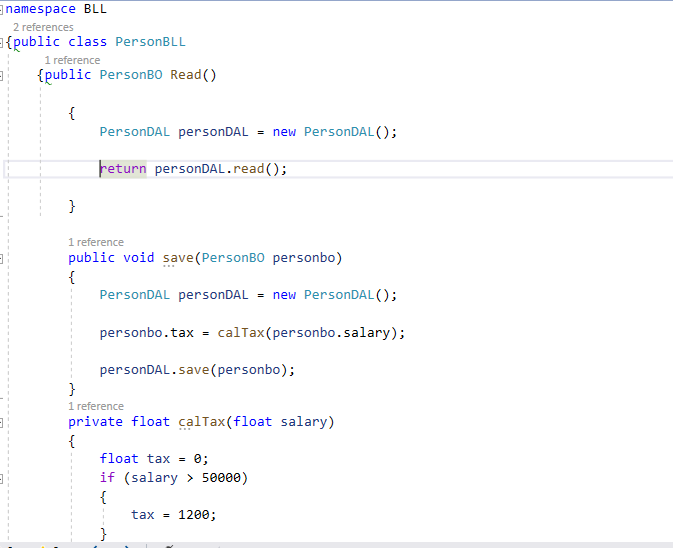 namespace BLL
2 references
{public class PersonBLL
1 reference
{public PersonBO Read()
{
PersonDAL personDAL = new PersonDAL();
return personDAL.read();
}
1 reference
public void save(PersonBO personbo)
{
PersonDAL personDAL = new PersonDAL();
personbo.tax = calTax(personbo.salary);
personDAL.save(personbo);
}
1 reference
private float calTax(float salary)
{
float tax = 0;
if (salary > 50000)
{
tax = 1200;
}